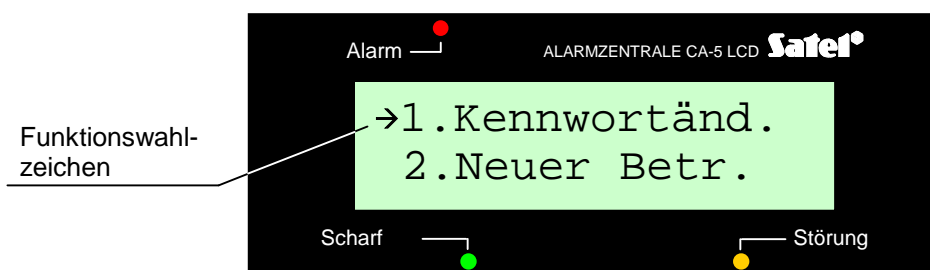 Alarm
ALARMZENTRALE CA-5 LCD Satel
→1.Kennwortänd.
2.Neuer Betr.
Funktionswahl-
zeichen
Scharf
Störung